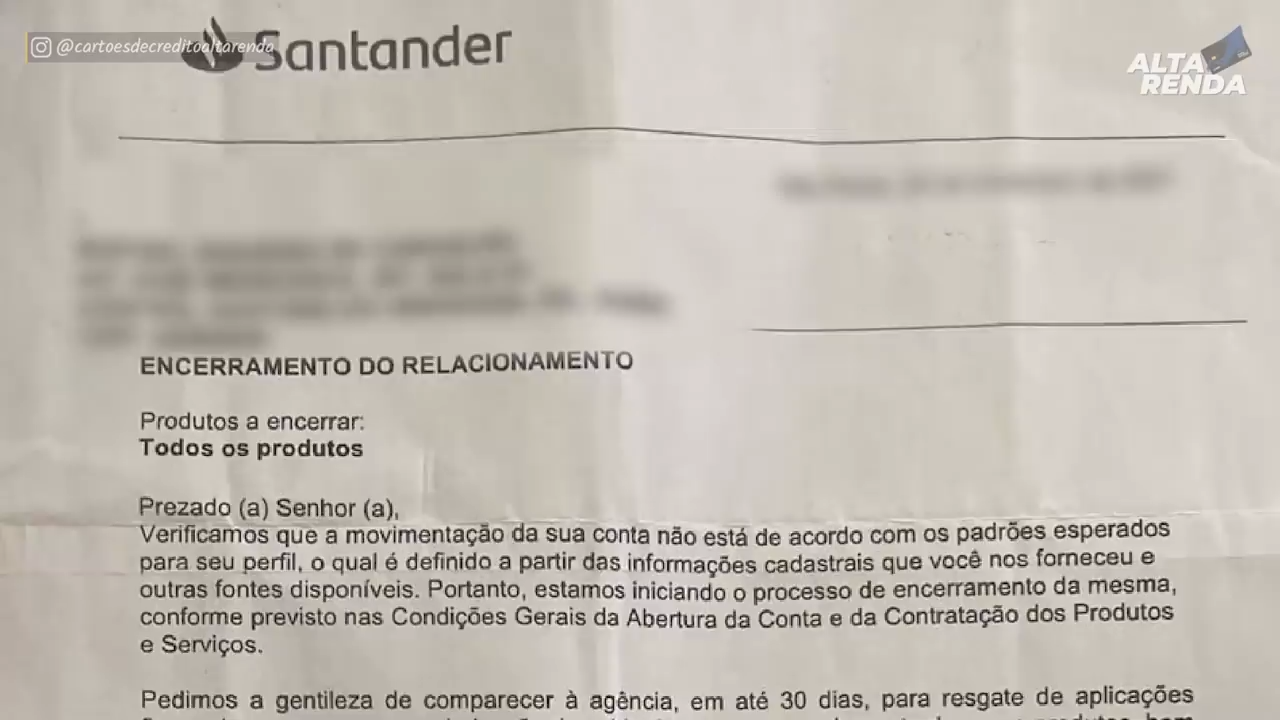 @cartoesdecreditoaltarenda
Santander
ALTA
RENDA
ENCERRAMENTO DO RELACIONAMENTO
Produtos a encerrar:
Todos os produtos
Prezado (a) Senhor (a),
Verificamos que a movimentação da sua conta não está de acordo com os padrões esperados
para seu perfil, o qual é definido a partir das informações cadastrais que você nos forneceu e
outras fontes disponíveis. Portanto, estamos iniciando o processo de encerramento da mesma,
conforme previsto nas Condições Gerais da Abertura da Conta e da Contratação dos Produtos
e Serviços.
Pedimos a gentileza de comparecer à agência, em até 30 dias, para resgate de aplicações